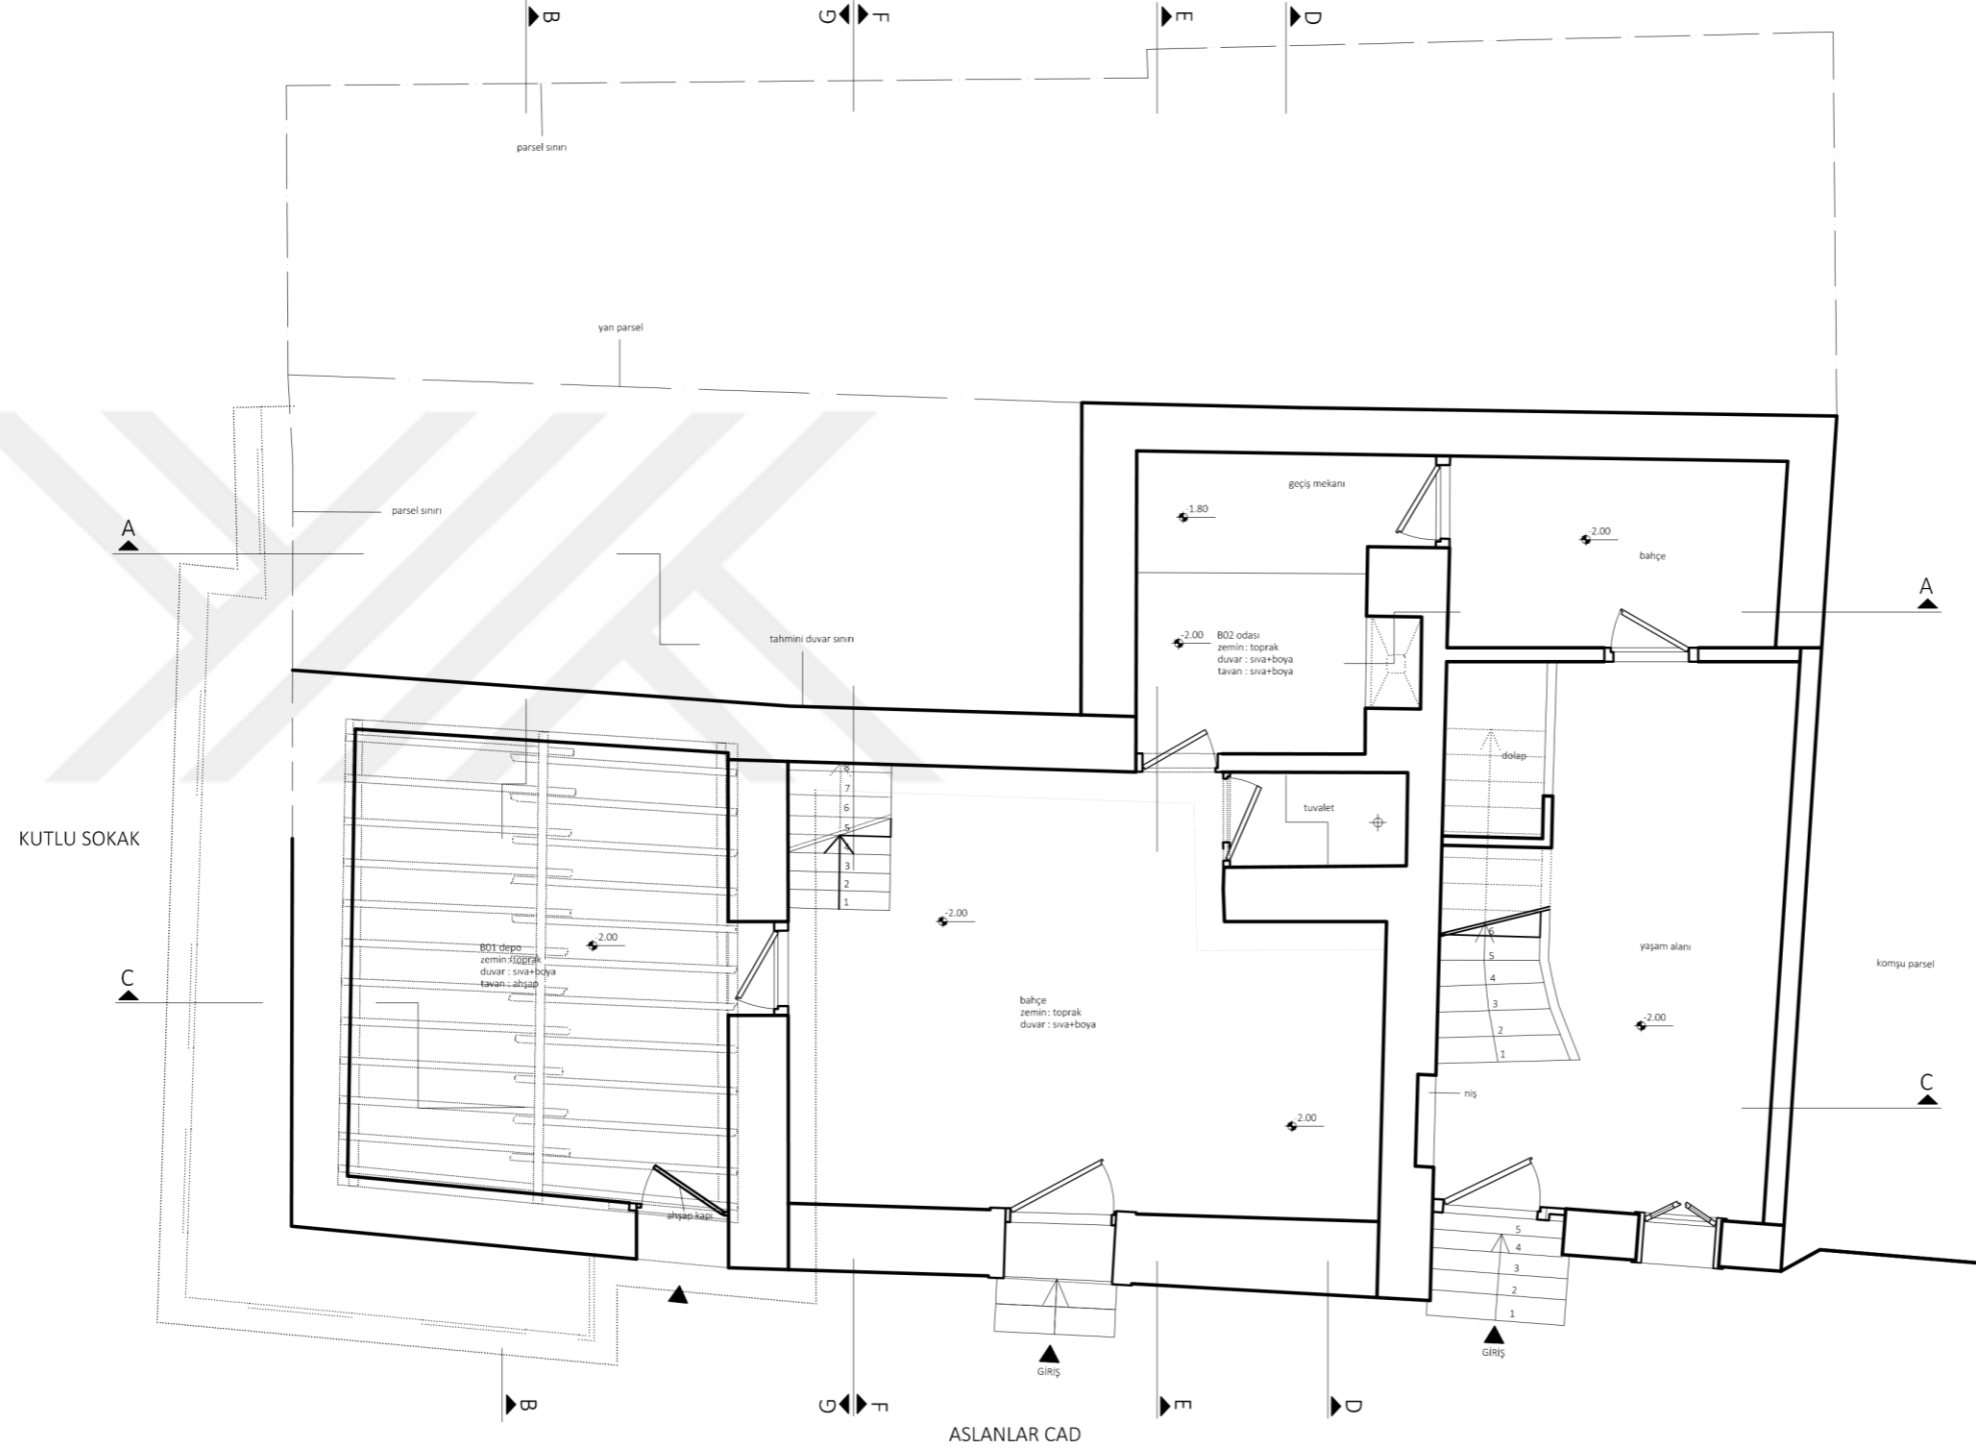 B
G F
E
D
parsel sınırı
yan parsel
parsel sınırı
A
geçiş mekanı
-1.80
-2.00
bahçe
A
tahmini duvar sınırı
-2.00
B02 odası
zemin: toprak
duvar : sıva+boya
tavan : sıva+boya
dolap
tuvalet
KUTLU SOKAK
8
7
6
5
4
3
2
1
-2.00
-2.00
B01 depo
zemin: toprak
duvar : sıva+boya
tavan : ahşap
6
5
4
3
2
1
yaşam alanı
komşu parsel
C
bahçe
zemin: toprak
duvar : sıva+boya
-2.00
niş
C
-2.00
ahşap kapı
5
4
3
2
1
GİRİŞ
GİRİŞ
B
G F
E
D
ASLANLAR CAD